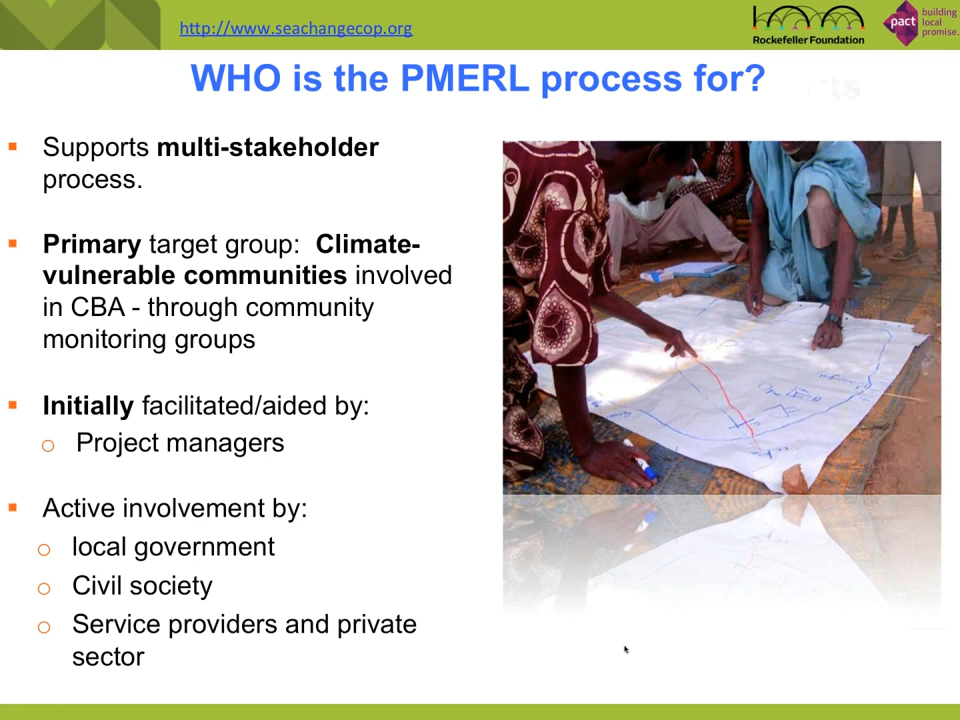 http://www.seachangecop.org
Rockefeller Foundation
pact
building
local
promise.
WHO is the PMERL process for?
Supports multi-stakeholder
process.
Primary target group: Climate-
vulnerable communities involved
in CBA - through community
monitoring groups
Initially facilitated/aided by:
Project managers
Active involvement by:
local government
Civil society
Service providers and private
sector